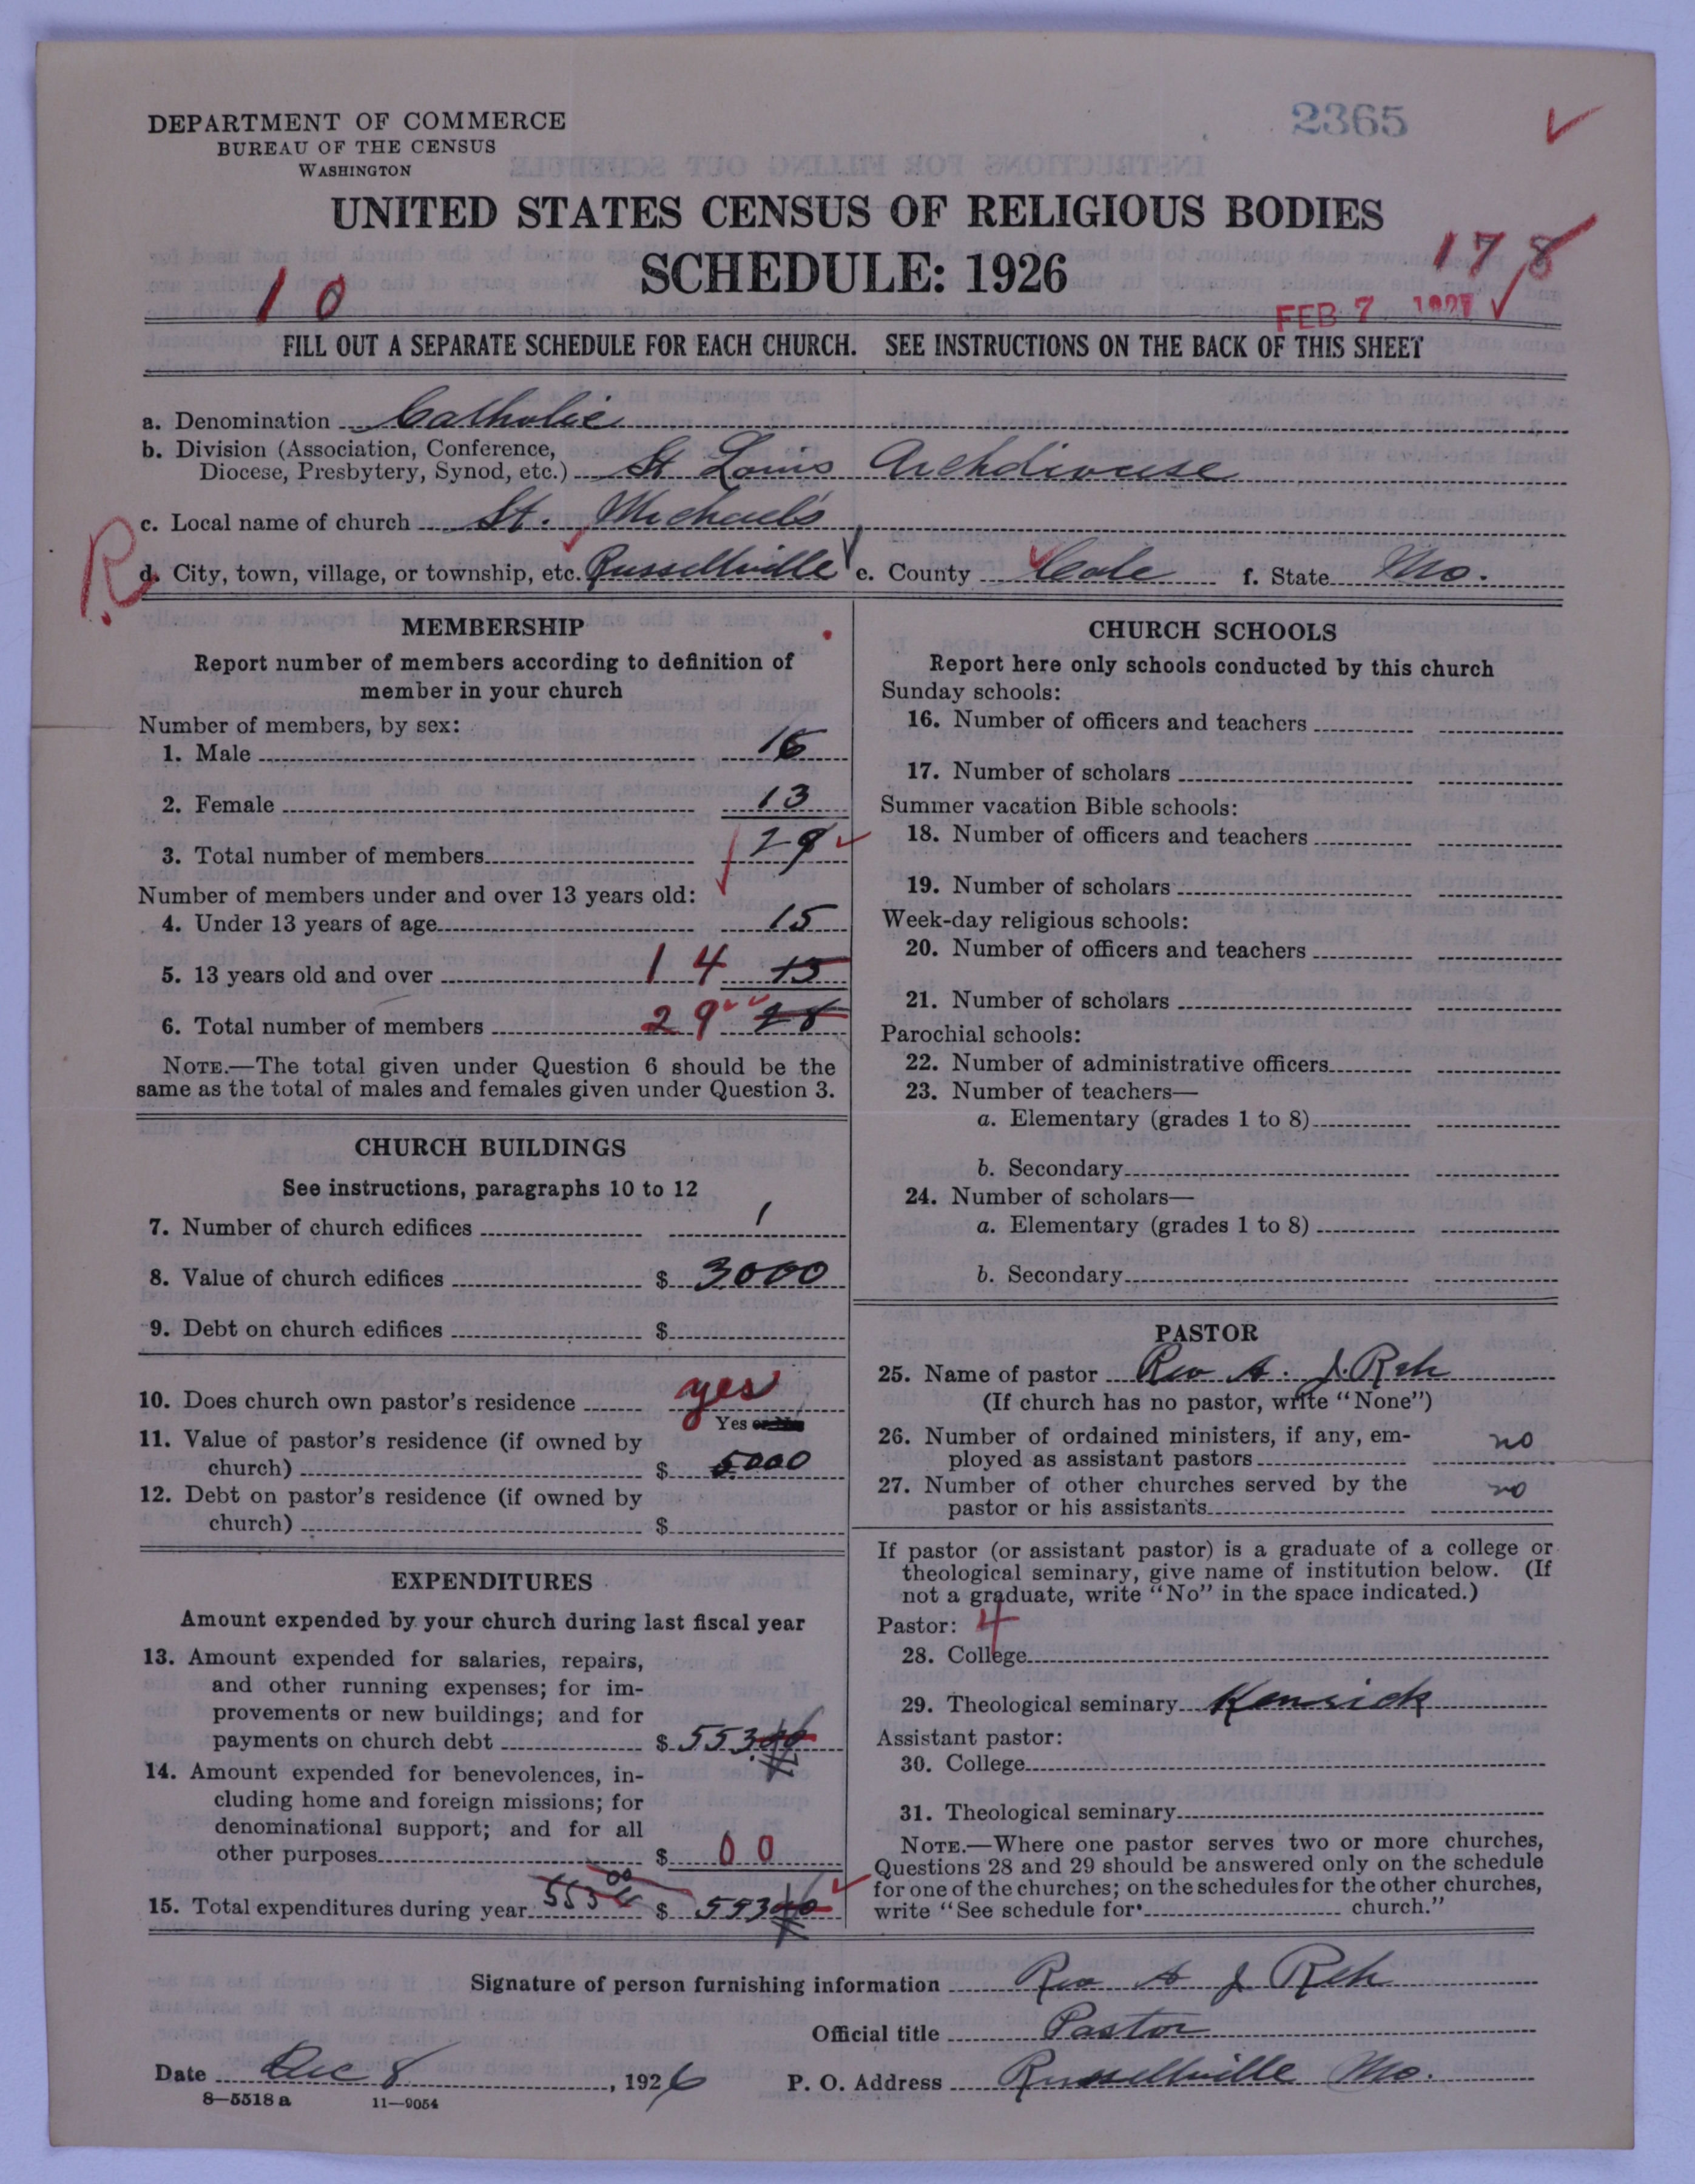 DEPARTMENT OF COMMERCE
BUREAU OF THE CENSUS
WASHINGTON
2365
UNITED STATES CENSUS OF RELIGIOUS BODIES
SCHEDULE: 1926
10
178
FEB 7 1927
FILL OUT A SEPARATE SCHEDULE FOR EACH CHURCH. SEE INSTRUCTIONS ON THE BACK OF THIS SHEET
a. Denomination Catholic
b. Division (Association, Conference,
Diocese, Presbytery, Synod, etc.) St Louis Archdiocese
c. Local name of church St. Michael's
R.
d. City, town, village, or township, etc. Russellville e. County Cole f. State Mo.
MEMBERSHIP
Report number of members according to definition of
member in your church
Number of members, by sex:
1. Male 16
2. Female 13
3. Total number of members 29
Number of members under and over 13 years old:
4. Under 13 years of age 15
5. 13 years old and over 14 13
6. Total number of members 29 28
NOTE.—The total given under Question 6 should be the
same as the total of males and females given under Question 3.
CHURCH BUILDINGS
See instructions, paragraphs 10 to 12
7. Number of church edifices 1
8. Value of church edifices $ 3000
9. Debt on church edifices $
10. Does church own pastor's residence yes
Yes or No
11. Value of pastor's residence (if owned by
church) $ 5000
12. Debt on pastor's residence (if owned by
church) $
EXPENDITURES
Amount expended by your church during last fiscal year
13. Amount expended for salaries, repairs,
and other running expenses; for im-
provements or new buildings; and for
payments on church debt $ 553
14. Amount expended for benevolences, in-
cluding home and foreign missions; for
denominational support; and for all
other purposes $ 00
15. Total expenditures during year 553 00 $ 553
CHURCH SCHOOLS
Report here only schools conducted by this church
Sunday schools:
16. Number of officers and teachers
17. Number of scholars
Summer vacation Bible schools:
18. Number of officers and teachers
19. Number of scholars
Week-day religious schools:
20. Number of officers and teachers
21. Number of scholars
Parochial schools:
22. Number of administrative officers
23. Number of teachers—
a. Elementary (grades 1 to 8)
b. Secondary
24. Number of scholars—
a. Elementary (grades 1 to 8)
b. Secondary
PASTOR
25. Name of pastor Rev A. J. Reh
(If church has no pastor, write "None")
26. Number of ordained ministers, if any, em-
ployed as assistant pastors no
27. Number of other churches served by the
pastor or his assistants no
If pastor (or assistant pastor) is a graduate of a college or
theological seminary, give name of institution below. (If
not a graduate, write "No" in the space indicated.)
Pastor: 4
28. College
29. Theological seminary Kenrick
Assistant pastor:
30. College
31. Theological seminary
NOTE.—Where one pastor serves two or more churches,
Questions 28 and 29 should be answered only on the schedule
for one of the churches; on the schedules for the other churches,
write "See schedule for church."
Signature of person furnishing information Rev A J Reh
Official title Pastor
Date Dec 8, 1926 P. O. Address Russellville Mo.
8—5518 a 11—9054